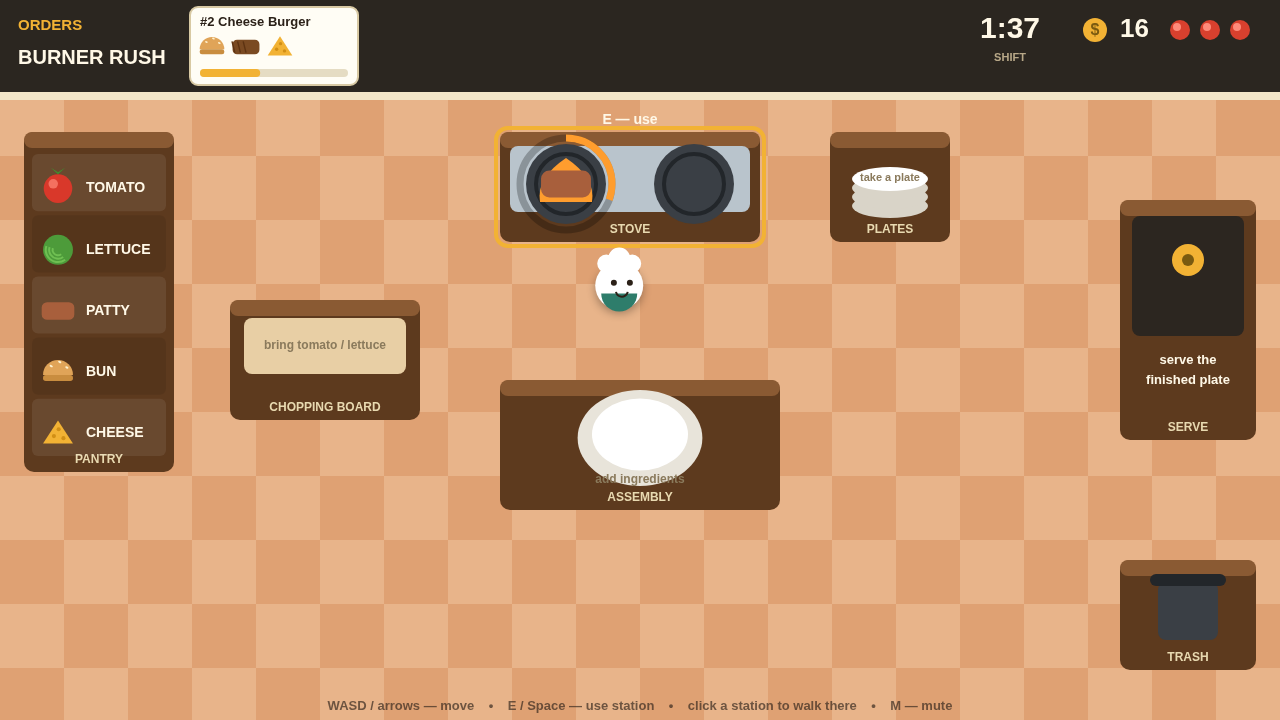 ORDERS
BURNER RUSH
#2 Cheese Burger
1:37
SHIFT
$ 16
E — use
STOVE
take a plate
PLATES
TOMATO
LETTUCE
PATTY
BUN
CHEESE
PANTRY
bring tomato / lettuce
CHOPPING BOARD
add ingredients
ASSEMBLY
serve the
finished plate
SERVE
TRASH
WASD / arrows — move • E / Space — use station • click a station to walk there • M — mute